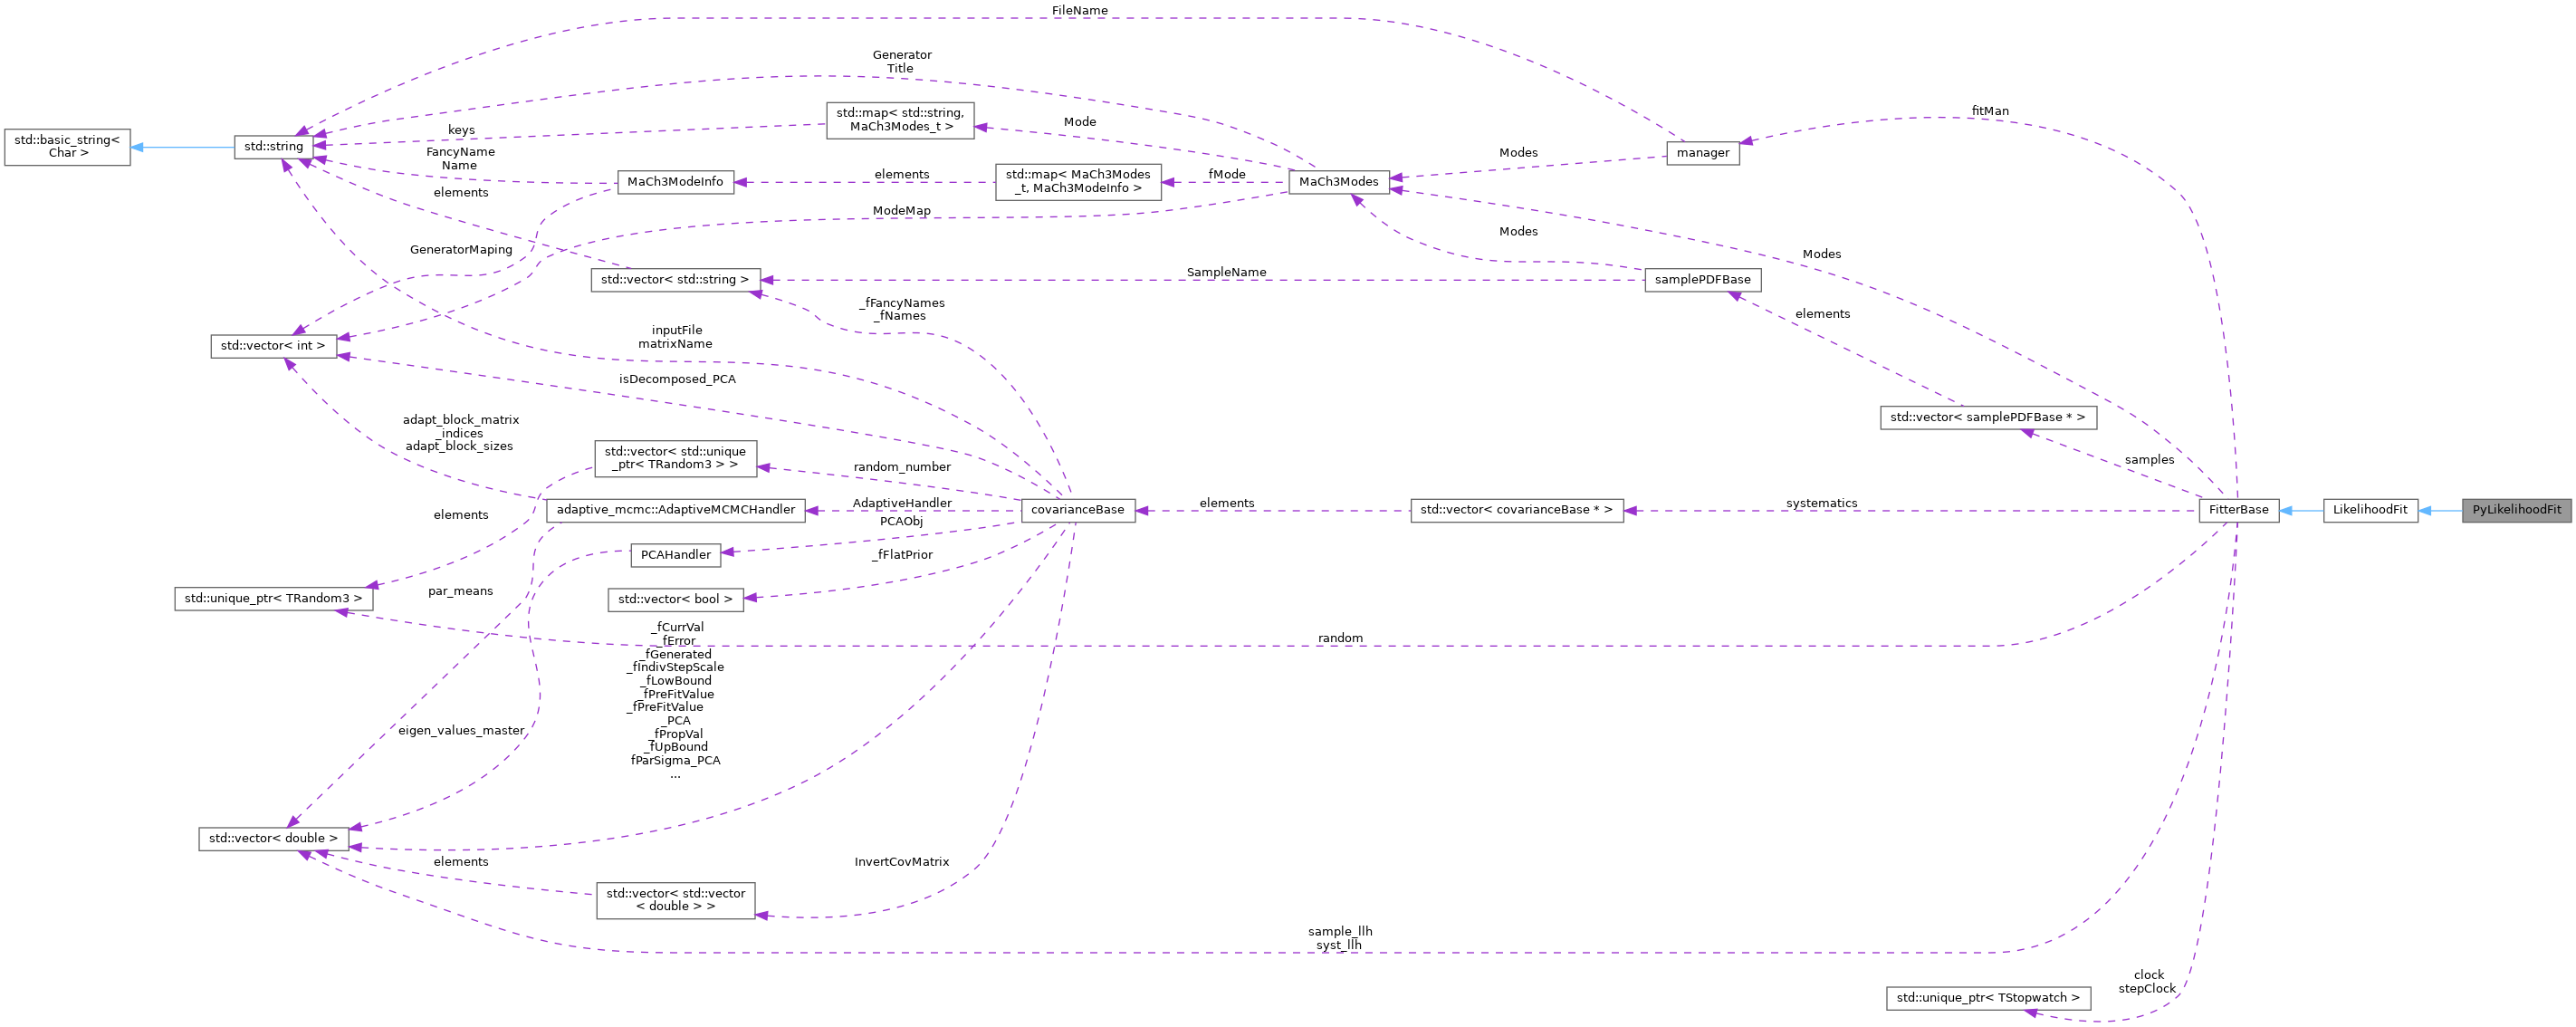 FileName
Generator
Title
std::map< std::string,
MaCh3Modes_t >
fitMan
Mode
keys
std::basic_string<
Char >
std::string
FancyName
Name
Modes
manager
elements
MaCh3ModeInfo
elements
std::map< MaCh3Modes
_t, MaCh3ModeInfo >
fMode
MaCh3Modes
ModeMap
Modes
GeneratorMaping
Modes
std::vector< std::string >
SampleName
samplePDFBase
_fFancyNames
_fNames
elements
inputFile
matrixName
std::vector< int >
isDecomposed_PCA
adapt_block_matrix
_indices
adapt_block_sizes
std::vector< samplePDFBase * >
std::vector< std::unique
_ptr< TRandom3 > >
random_number
samples
elements
adaptive_mcmc::AdaptiveMCMCHandler
AdaptiveHandler
covarianceBase
elements
std::vector< covarianceBase * >
systematics
FitterBase
LikelihoodFit
PyLikelihoodFit
PCAObj
PCAHandler
_fFlatPrior
par_means
std::unique_ptr< TRandom3 >
std::vector< bool >
random
_fCurrVal
_fError
_fGenerated
_fIndivStepScale
_fLowBound
_fPreFitValue
_fPreFitValue
_PCA
_fPropVal
_fUpBound
fParSigma_PCA
...
eigen_values_master
std::vector< double >
elements
InvertCovMatrix
std::vector< std::vector
< double > >
sample_llh
syst_llh
clock
stepClock
std::unique_ptr< TStopwatch >